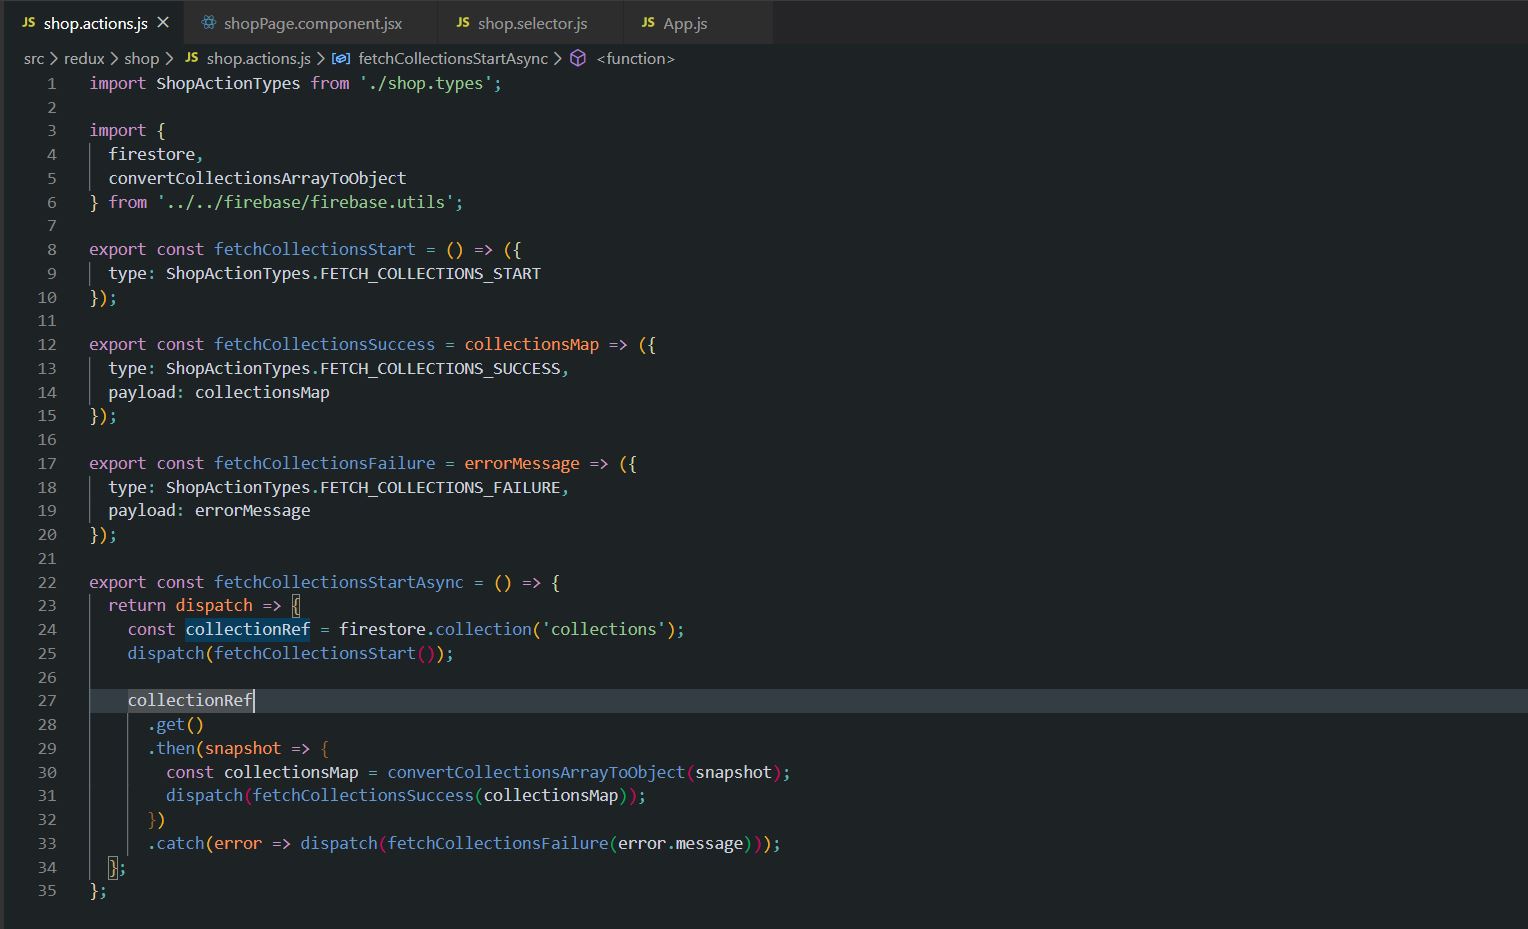 JS shop.actions.js × shopPage.component.jsx JS shop.selector.js JS App.js
src > redux > shop > JS shop.actions.js > fetchCollectionsStartAsync > <function>
1 import ShopActionTypes from './shop.types';
2
3 import {
4 firestore,
5 convertCollectionsArrayToObject
6 } from '../../firebase/firebase.utils';
7
8 export const fetchCollectionsStart = () => ({
9 type: ShopActionTypes.FETCH_COLLECTIONS_START
10 });
11
12 export const fetchCollectionsSuccess = collectionsMap => ({
13 type: ShopActionTypes.FETCH_COLLECTIONS_SUCCESS,
14 payload: collectionsMap
15 });
16
17 export const fetchCollectionsFailure = errorMessage => ({
18 type: ShopActionTypes.FETCH_COLLECTIONS_FAILURE,
19 payload: errorMessage
20 });
21
22 export const fetchCollectionsStartAsync = () => {
23 return dispatch => {
24 const collectionRef = firestore.collection('collections');
25 dispatch(fetchCollectionsStart());
26
27 collectionRef
28 .get()
29 .then(snapshot => {
30 const collectionsMap = convertCollectionsArrayToObject(snapshot);
31 dispatch(fetchCollectionsSuccess(collectionsMap));
32 })
33 .catch(error => dispatch(fetchCollectionsFailure(error.message)));
34 };
35 };